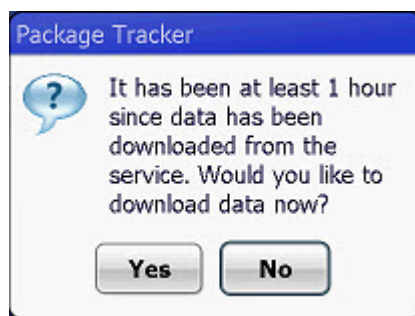 Package Tracker
?
It has been at least 1 hour
since data has been
downloaded from the
service. Would you like to
download data now?
Yes No